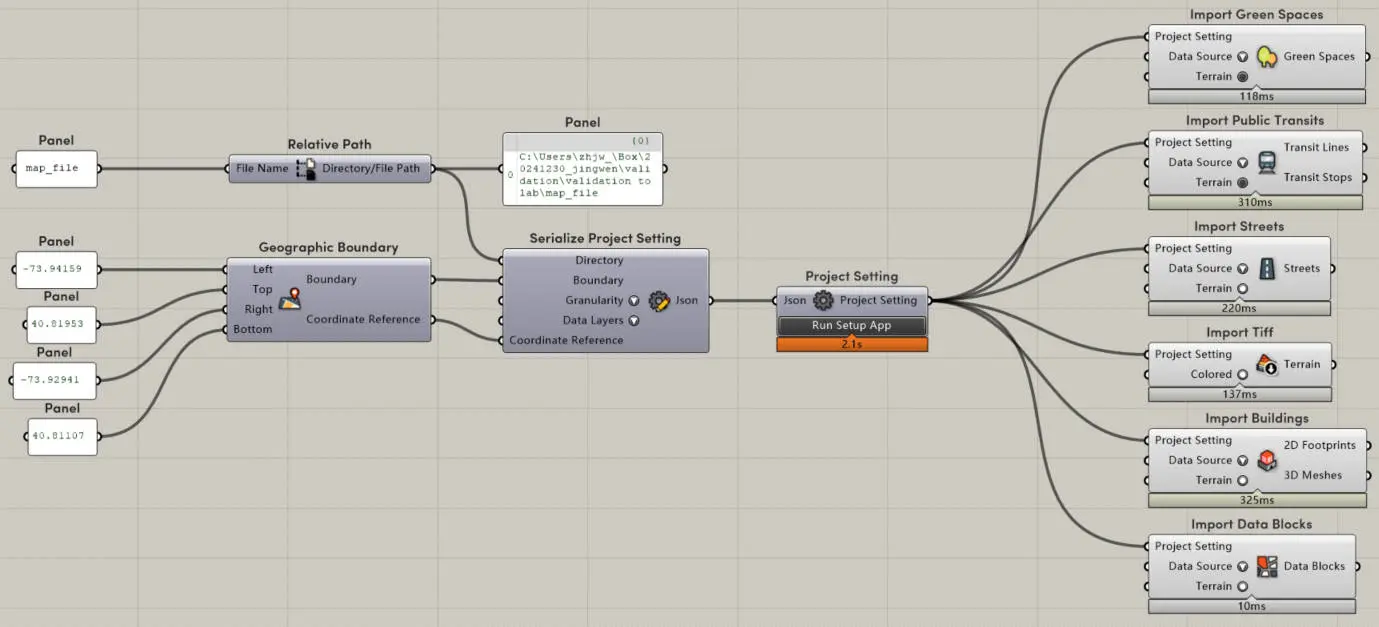 Panel
map_file
Relative Path
File Name
Directory/File Path
Panel
{0}
0
C:\Users\zhjw_\Box\2
0241230_jingwen\vali
dation\validation to
lab\map_file
Panel
-73.94159
Panel
40.81953
Panel
-73.92941
Panel
40.81107
Geographic Boundary
Left
Top
Right
Bottom
Boundary
Coordinate Reference
Serialize Project Setting
Directory
Boundary
Granularity
Data Layers
Coordinate Reference
Json
Project Setting
Json
Project Setting
Run Setup App
2.1s
Import Green Spaces
Project Setting
Data Source
Terrain
Green Spaces
118ms
Import Public Transits
Project Setting
Data Source
Terrain
Transit Lines
Transit Stops
310ms
Import Streets
Project Setting
Data Source
Terrain
Streets
220ms
Import Tiff
Project Setting
Colored
Terrain
137ms
Import Buildings
Project Setting
Data Source
Terrain
2D Footprints
3D Meshes
325ms
Import Data Blocks
Project Setting
Data Source
Terrain
Data Blocks
10ms